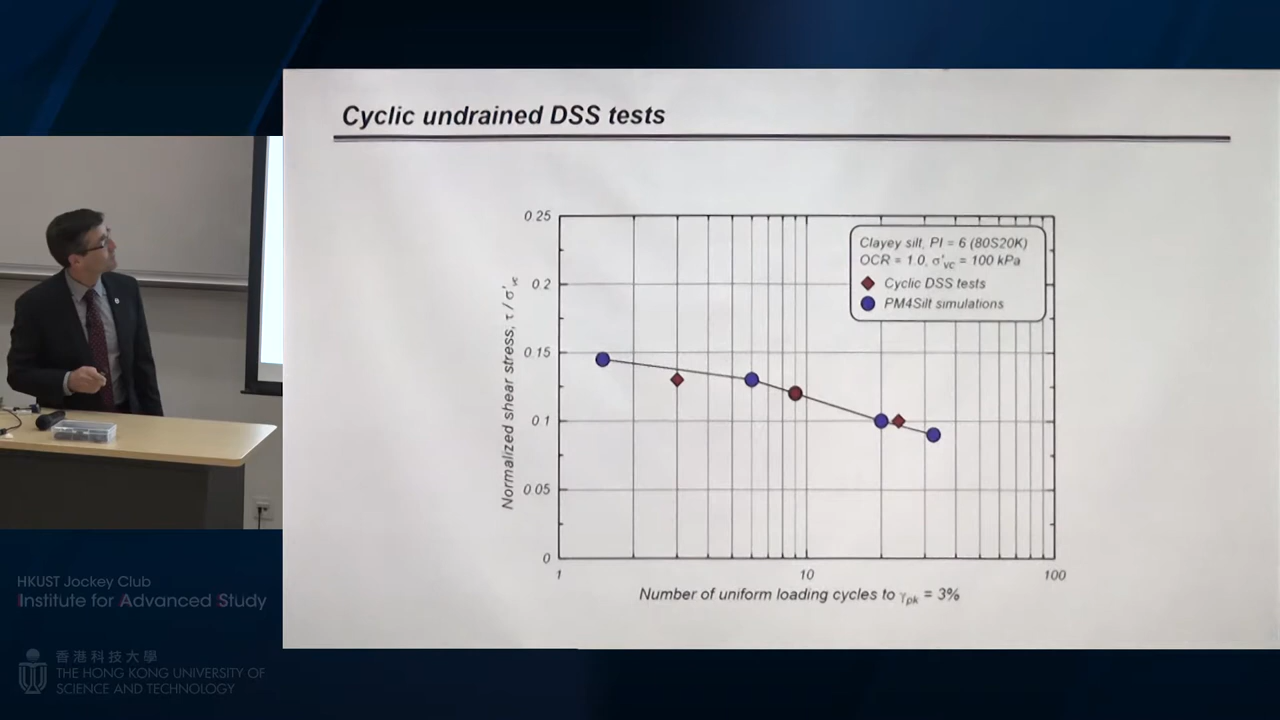 Cyclic undrained DSS tests
0.25
0.2
0.15
0.1
0.05
0
Normalized shear stress, τ / σ'vc
Clayey silt, PI = 6 (80S20K)
OCR = 1.0, σ'vc = 100 kPa
Cyclic DSS tests
PM4Silt simulations
1
10
100
Number of uniform loading cycles to γpk = 3%
HKUST Jockey Club
Institute for Advanced Study
香港科技大學
THE HONG KONG UNIVERSITY OF
SCIENCE AND TECHNOLOGY